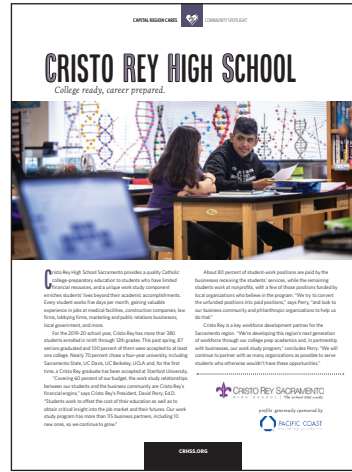 CAPITAL REGION CARES
COMMUNITY SPOTLIGHT
CRISTO REY HIGH SCHOOL
College ready, career prepared.
Cristo Rey High School Sacramento provides a quality Catholic
college-preparatory education to students who have limited
financial resources, and a unique work study component
enriches students' lives beyond their academic accomplishments.
Every student works five days per month, gaining valuable
experience in jobs at medical facilities, construction companies, law
firms, lobbying firms, marketing and public relations businesses,
local government, and more.
For the 2019-20 school year, Cristo Rey has more than 380
students enrolled in ninth through 12th grades. This past spring, 87
seniors graduated and 100 percent of them were accepted to at least
one college. Nearly 70 percent chose a four-year university, including
Sacramento State, UC Davis, UC Berkeley, UCLA and, for the first
time, a Cristo Rey graduate has been accepted at Stanford University.
"Covering 60 percent of our budget, the work study relationships
between our students and the business community are Cristo Rey's
financial engine," says Cristo Rey's President, David Perry, Ed.D.
"Students work to offset the cost of their education as well as to
obtain critical insight into the job market and their futures. Our work
study program has more than 115 business partners, including 10
new ones, so we continue to grow."
About 80 percent of student-work positions are paid by the
businesses receiving the students' services, while the remaining
students work at nonprofits, with a few of those positions funded by
local organizations who believe in the program. "We try to convert
the unfunded positions into paid positions," says Perry, "and look to
our business community and philanthropic organizations to help us
do that."
Cristo Rey is a key workforce development partner for the
Sacramento region. "We're developing this region's next generation
of workforce through our college prep academics and, in partnership
with businesses, our work study program," concludes Perry. "We will
continue to partner with as many organizations as possible to serve
students who otherwise wouldn't have these opportunities."
CRISTO REY SACRAMENTO
HIGH SCHOOL The school that works.
profile generously sponsored by
PACIFIC COAST
building products
CRHSS.ORG